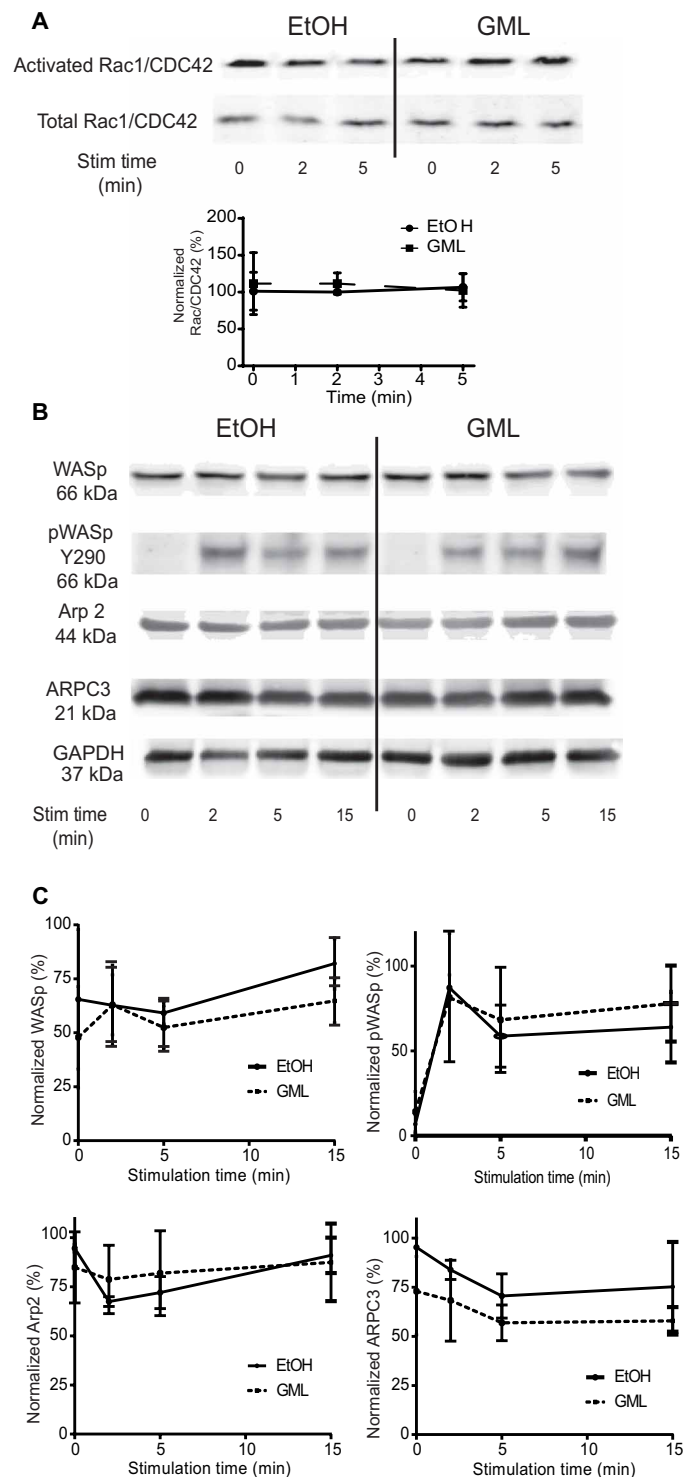 A
EtOH GML
Activated Rac1/CDC42
Total Rac1/CDC42
Stim time 0 2 5 0 2 5
(min)
Normalized
Rac/CDC42 (%)
200
150
100
50
0
EtO H
GML
0 1 2 3 4 5
Time (min)
B
EtOH GML
WASp
66 kDa
pWASp
Y290
66 kDa
Arp 2
44 kDa
ARPC3
21 kDa
GAPDH
37 kDa
Stim time 0 2 5 15 0 2 5 15
(min)
C
Normalized WASp (%)
100
75
50
25
0
EtOH
GML
0 5 10 15
Stimulation time (min)
Normalized pWASp (%)
100
50
0
EtOH
GML
0 5 10 15
Stimulation time (min)
Normalized Arp2 (%)
100
75
50
25
0
EtOH
GML
0 5 10 15
Stimulation time (min)
Normalized ARPC3 (%)
100
75
50
25
0
EtOH
GML
0 5 10 15
Stimulation time (min)